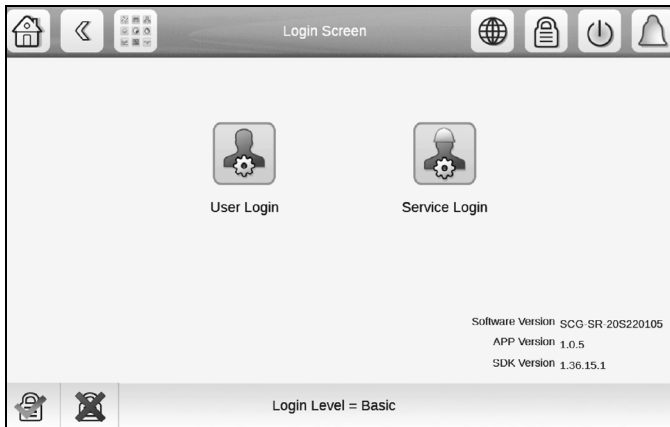 Login Screen
User Login
Service Login
Software Version SCG-SR-20S220105
APP Version 1.0.5
SDK Version 1.36.15.1
Login Level = Basic